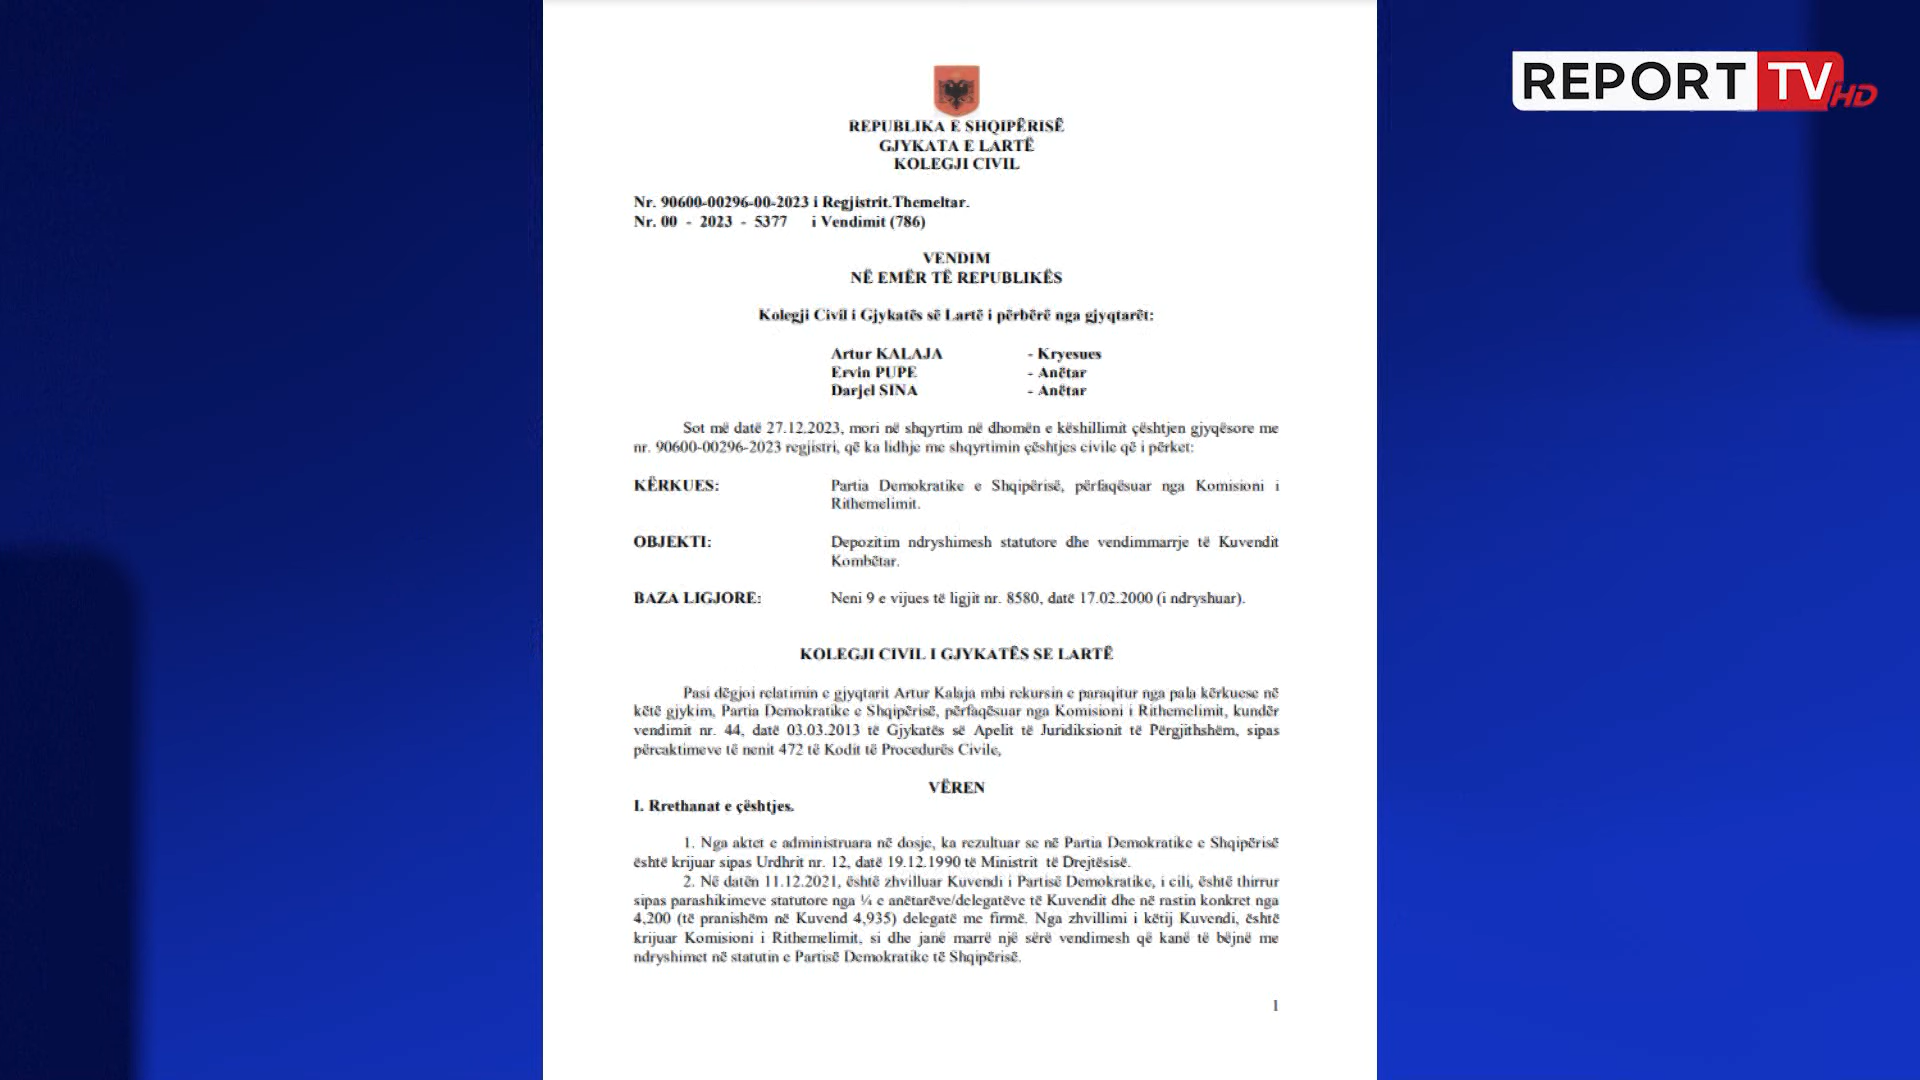 REPORT TV HD
REPUBLIKA E SHQIPËRISË
GJYKATA E LARTË
KOLEGJI CIVIL
Nr. 90600-00296-00-2023 i Regjistrit.Themeltar.
Nr. 00 - 2023 - 5377 i Vendimit (786)
VENDIM
NË EMËR TË REPUBLIKËS
Kolegji Civil i Gjykatës së Lartë i përbërë nga gjyqtarët:
Artur KALAJA - Kryesues
Ervin PUPE - Anëtar
Darjel SINA - Anëtar
Sot më datë 27.12.2023, mori në shqyrtim në dhomën e këshillimit çështjen gjyqësore me
nr. 90600-00296-2023 regjistri, që ka lidhje me shqyrtimin çështjes civile që i përket:
KËRKUES: Partia Demokratike e Shqipërisë, përfaqësuar nga Komisioni i
Rithemelimit.
OBJEKTI: Depozitim ndryshimesh statutore dhe vendimmarrje të Kuvendit
Kombëtar.
BAZA LIGJORE: Neni 9 e vijues të ligjit nr. 8580, datë 17.02.2000 (i ndryshuar).
KOLEGJI CIVIL I GJYKATËS SE LARTË
Pasi dëgjoi relatimin e gjyqtarit Artur Kalaja mbi rekursin e paraqitur nga pala kërkuese në
këtë gjykim, Partia Demokratike e Shqipërisë, përfaqësuar nga Komisioni i Rithemelimit, kundër
vendimit nr. 44, datë 03.03.2013 të Gjykatës së Apelit të Juridiksionit të Përgjithshëm, sipas
përcaktimeve të nenit 472 të Kodit të Procedurës Civile,
VËREN
I. Rrethanat e çështjes.
1. Nga aktet e administruara në dosje, ka rezultuar se në Partia Demokratike e Shqipërisë
është krijuar sipas Urdhrit nr. 12, datë 19.12.1990 të Ministrit të Drejtësisë.
2. Në datën 11.12.2021, është zhvilluar Kuvendi i Partisë Demokratike, i cili, është thirrur
sipas parashikimeve statutore nga ¼ e anëtarëve/delegatëve të Kuvendit dhe në rastin konkret nga
4,200 (të pranishëm në Kuvend 4,935) delegatë me firmë. Nga zhvillimi i këtij Kuvendi, është
krijuar Komisioni i Rithemelimit, si dhe janë marrë një sërë vendimesh që kanë të bëjnë me
ndryshimet në statutin e Partisë Demokratike të Shqipërisë.
1